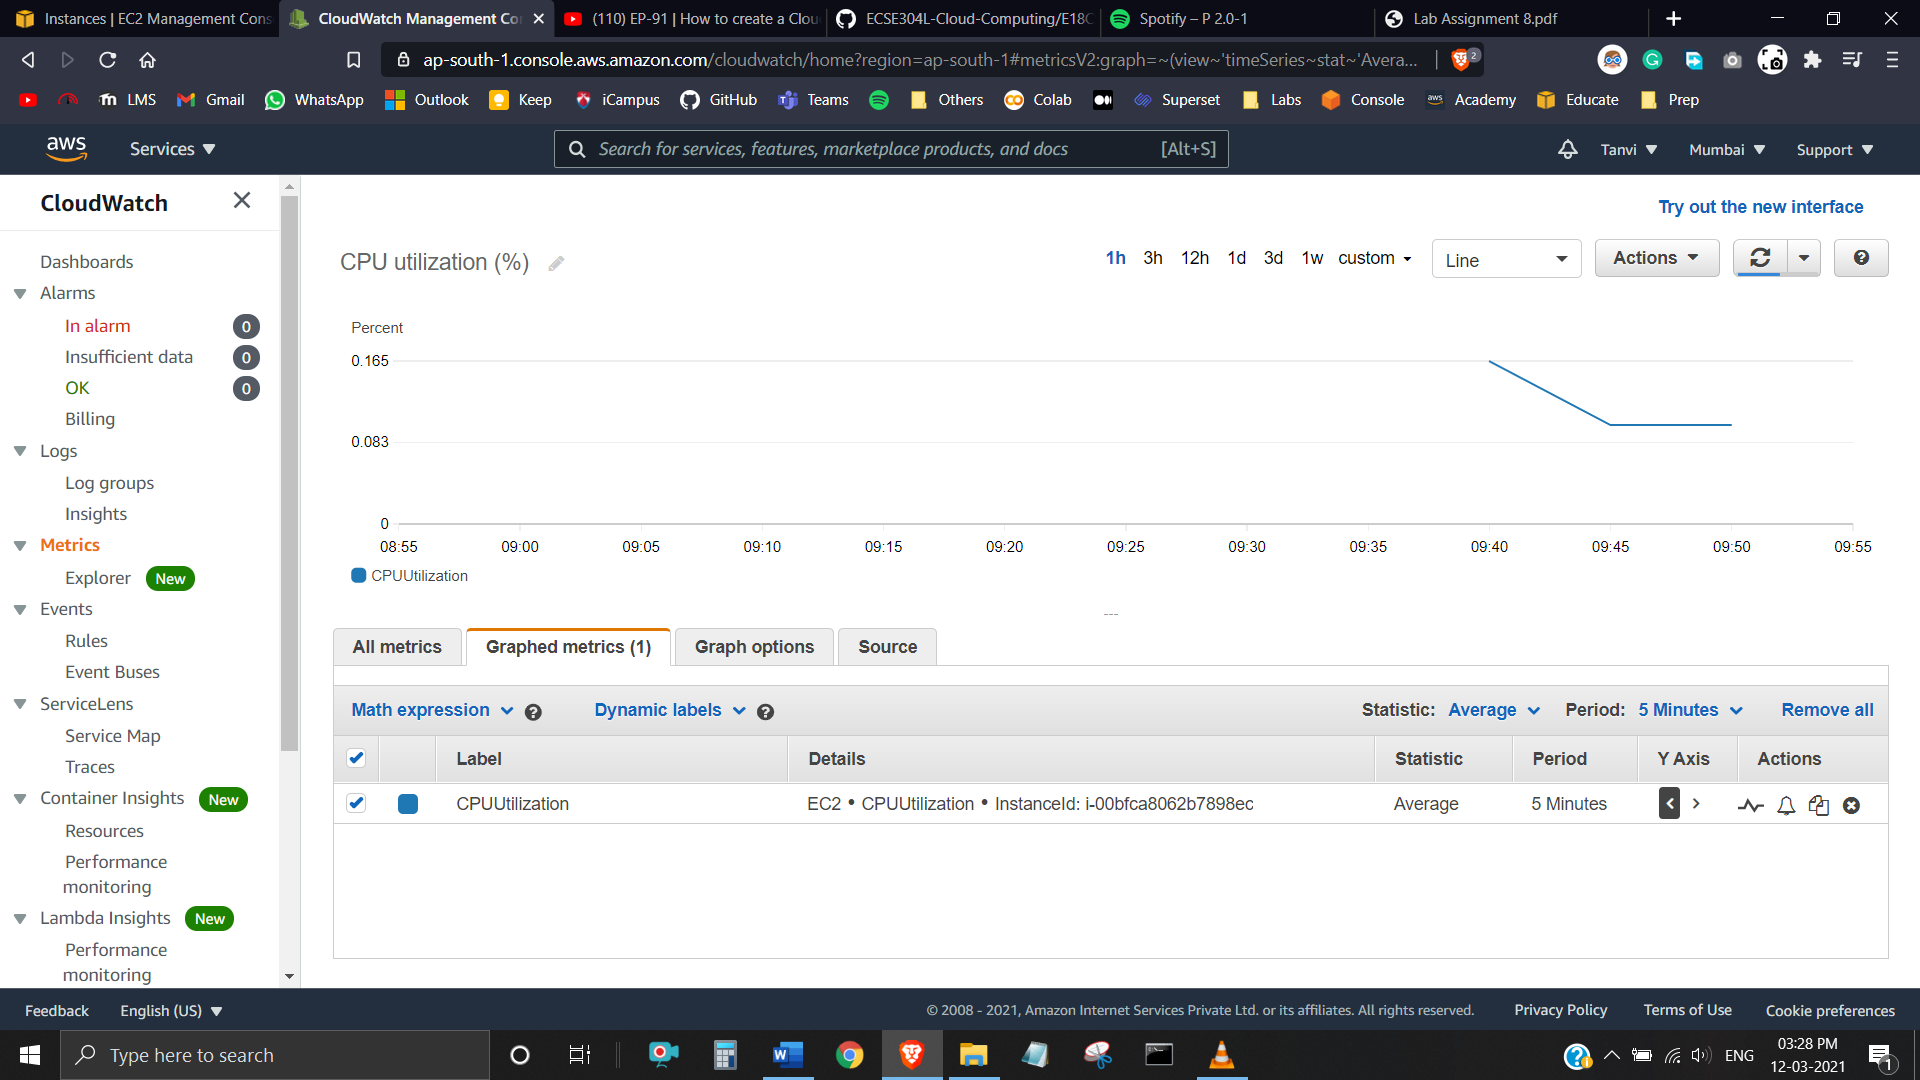 Instances | EC2 Management Cons
CloudWatch Management Co
(110) EP-91 | How to create a Clou
ECSE304L-Cloud-Computing/E18C
Spotify – P 2.0-1
Lab Assignment 8.pdf
ap-south-1.console.aws.amazon.com/cloudwatch/home?region=ap-south-1#metricsV2:graph=~(view~'timeSeries~stat~'Avera...
2
LMS
Gmail
WhatsApp
Outlook
Keep
iCampus
GitHub
Teams
Others
Colab
Superset
Labs
Console
aws
Academy
Educate
Prep
aws
Services
Search for services, features, marketplace products, and docs
[Alt+S]
Tanvi
Mumbai
Support
CloudWatch
Dashboards
Alarms
In alarm 0
Insufficient data 0
OK 0
Billing
Logs
Log groups
Insights
Metrics
Explorer New
Events
Rules
Event Buses
ServiceLens
Service Map
Traces
Container Insights New
Resources
Performance
monitoring
Lambda Insights New
Performance
monitoring
Try out the new interface
CPU utilization (%)
1h 3h 12h 1d 3d 1w custom
Line
Actions
Percent
0.165
0.083
0
08:55 09:00 09:05 09:10 09:15 09:20 09:25 09:30 09:35 09:40 09:45 09:50 09:55
CPUUtilization
All metrics
Graphed metrics (1)
Graph options
Source
Math expression
Dynamic labels
Statistic: Average
Period: 5 Minutes
Remove all
Label Details Statistic Period Y Axis Actions
CPUUtilization EC2 • CPUUtilization • InstanceId: i-00bfca8062b7898ec Average 5 Minutes
Feedback
English (US)
© 2008 - 2021, Amazon Internet Services Private Ltd. or its affiliates. All rights reserved.
Privacy Policy
Terms of Use
Cookie preferences
Type here to search
ENG
03:28 PM
12-03-2021
1